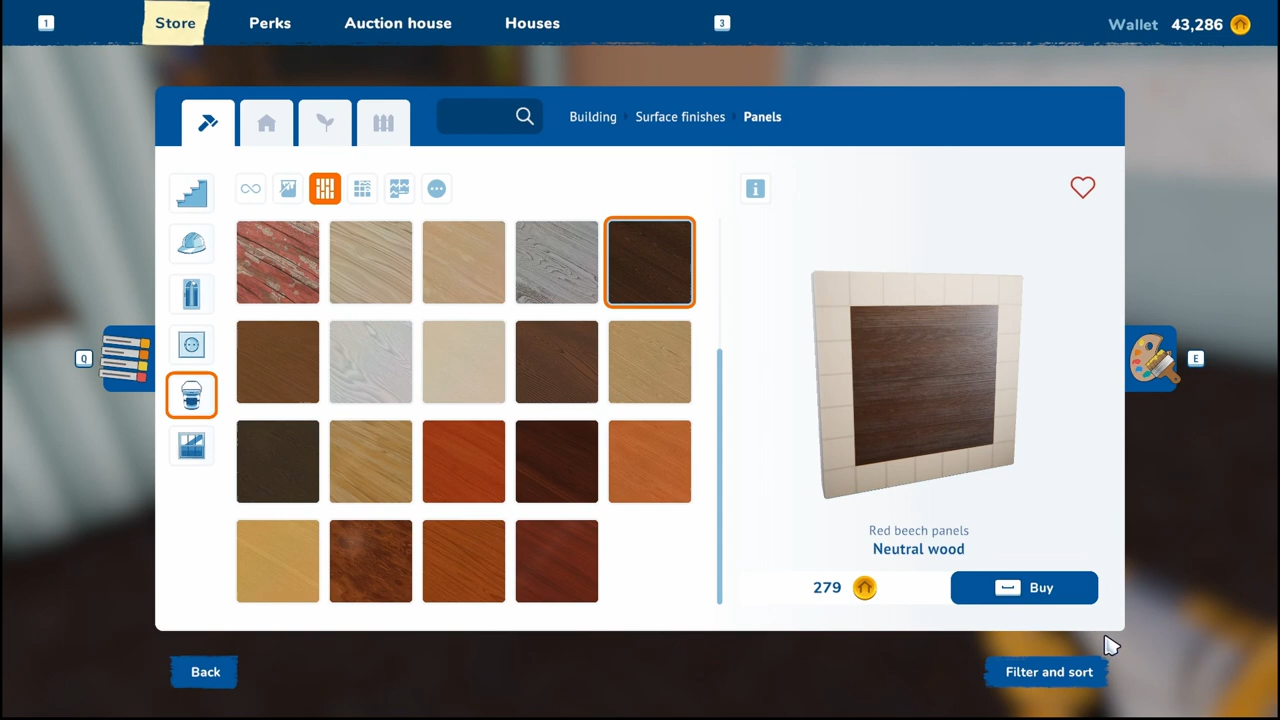 1
Store
Perks
Auction house
Houses
3
Wallet 43,286
Building
Surface finishes
Panels
Q
E
Red beech panels
Neutral wood
279
Buy
Back
Filter and sort